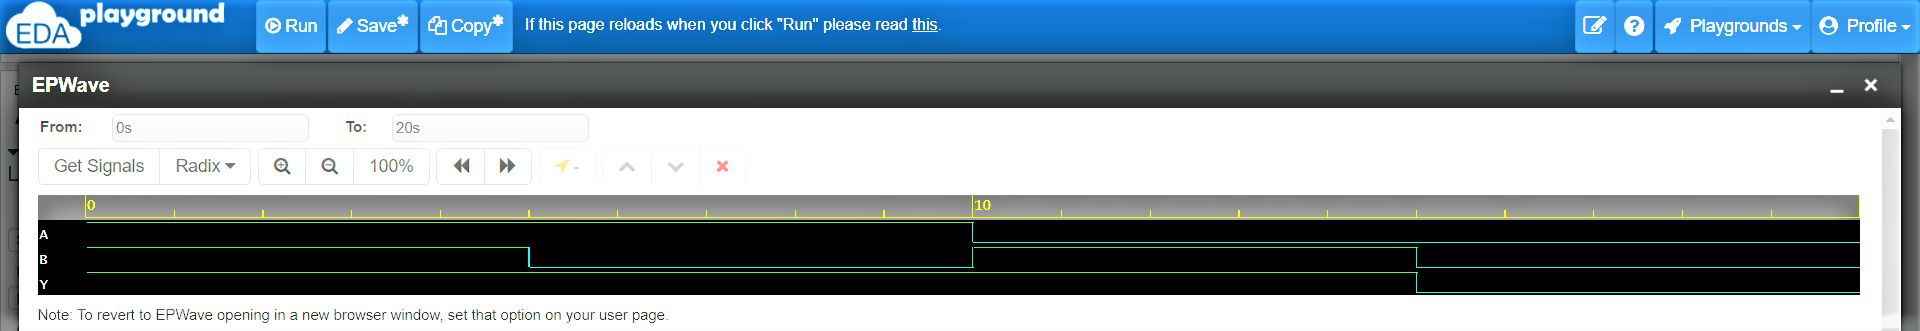 EDA playground
Run Save* Copy* If this page reloads when you click "Run" please read this. Playgrounds Profile
EPWave
From: 0s To: 20s
Get Signals Radix 100% -
0 10
A
B
Y
Note: To revert to EPWave opening in a new browser window, set that option on your user page.